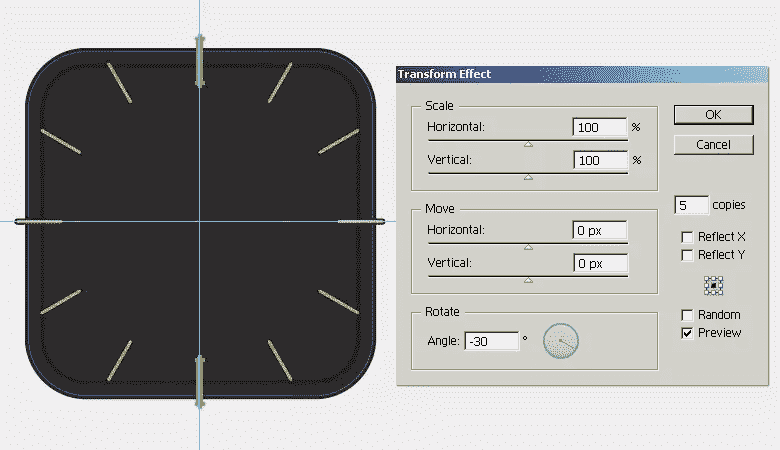 Transform Effect
Scale
Horizontal: 100 %
Vertical: 100 %
Move
Horizontal: 0 px
Vertical: 0 px
Rotate
Angle: -30 °
OK
Cancel
5 copies
Reflect X
Reflect Y
Random
Preview